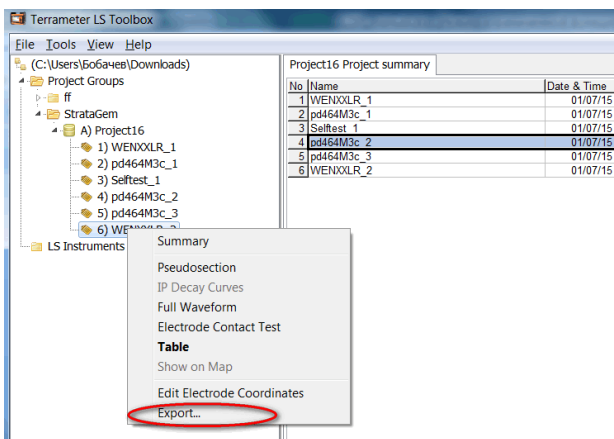 Terrameter LS Toolbox
File Tools View Help
(C:\Users\Бобачев\Downloads)
Project Groups
ff
StrataGem
A) Project16
1) WENXXLR_1
2) pd464M3c_1
3) Selftest_1
4) pd464M3c_2
5) pd464M3c_3
6) WENXXLR_2
LS Instruments
Project16 Project summary
No Name Date & Time
1 WENXXLR_1 01/07/15
2 pd464M3c_1 01/07/15
3 Selftest_1 01/07/15
4 pd464M3c_2 01/07/15
5 pd464M3c_3 01/07/15
6 WENXXLR_2 01/07/15
Summary
Pseudosection
IP Decay Curves
Full Waveform
Electrode Contact Test
Table
Show on Map
Edit Electrode Coordinates
Export...